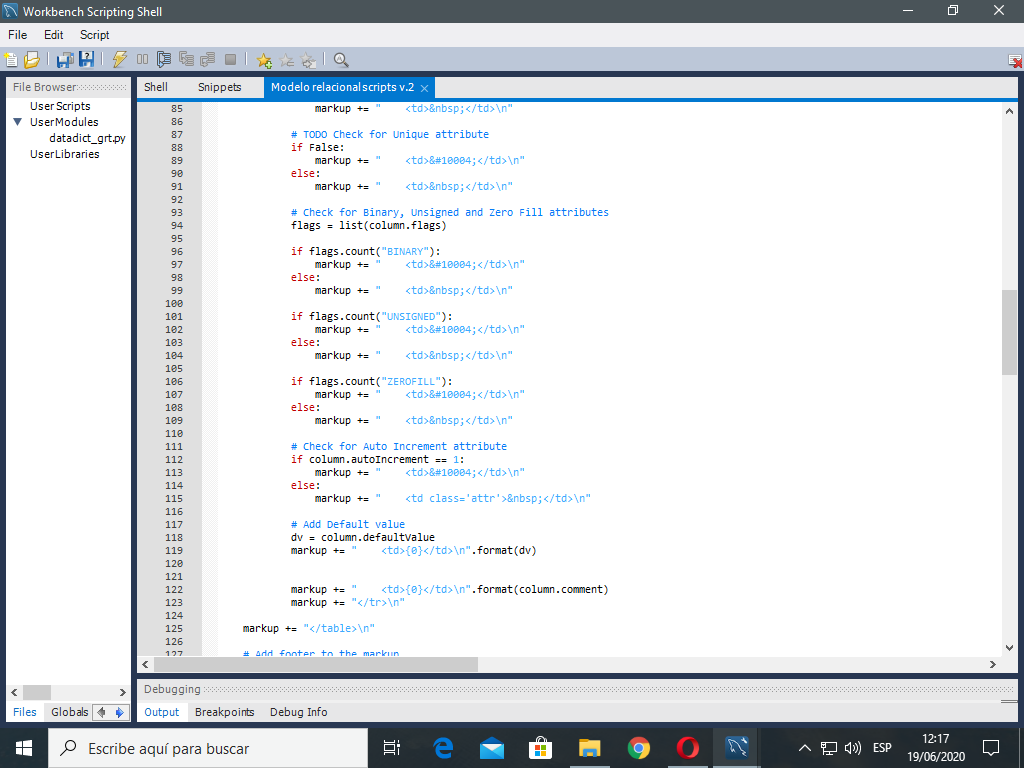 Workbench Scripting Shell
File Edit Script
File Browser
User Scripts
User Modules
datadict_grt.py
User Libraries
Shell Snippets Modelo relacional scripts v.2
85 markup += "    <td>&nbsp;</td>\n"
86
87 # TODO Check for Unique attribute
88 if False:
89 markup += "    <td>&#10004;</td>\n"
90 else:
91 markup += "    <td>&nbsp;</td>\n"
92
93 # Check for Binary, Unsigned and Zero Fill attributes
94 flags = list(column.flags)
95
96 if flags.count("BINARY"):
97 markup += "    <td>&#10004;</td>\n"
98 else:
99 markup += "    <td>&nbsp;</td>\n"
100
101 if flags.count("UNSIGNED"):
102 markup += "    <td>&#10004;</td>\n"
103 else:
104 markup += "    <td>&nbsp;</td>\n"
105
106 if flags.count("ZEROFILL"):
107 markup += "    <td>&#10004;</td>\n"
108 else:
109 markup += "    <td>&nbsp;</td>\n"
110
111 # Check for Auto Increment attribute
112 if column.autoIncrement == 1:
113 markup += "    <td>&#10004;</td>\n"
114 else:
115 markup += "    <td class='attr'>&nbsp;</td>\n"
116
117 # Add Default value
118 dv = column.defaultValue
119 markup += "    <td>{0}</td>\n".format(dv)
120
121
122 markup += "    <td>{0}</td>\n".format(column.comment)
123 markup += "</tr>\n"
124
125 markup += "</table>\n"
126
127 # Add footer to the markup
Debugging
Files Globals
Output Breakpoints Debug Info
Escribe aquí para buscar
ESP
12:17
19/06/2020